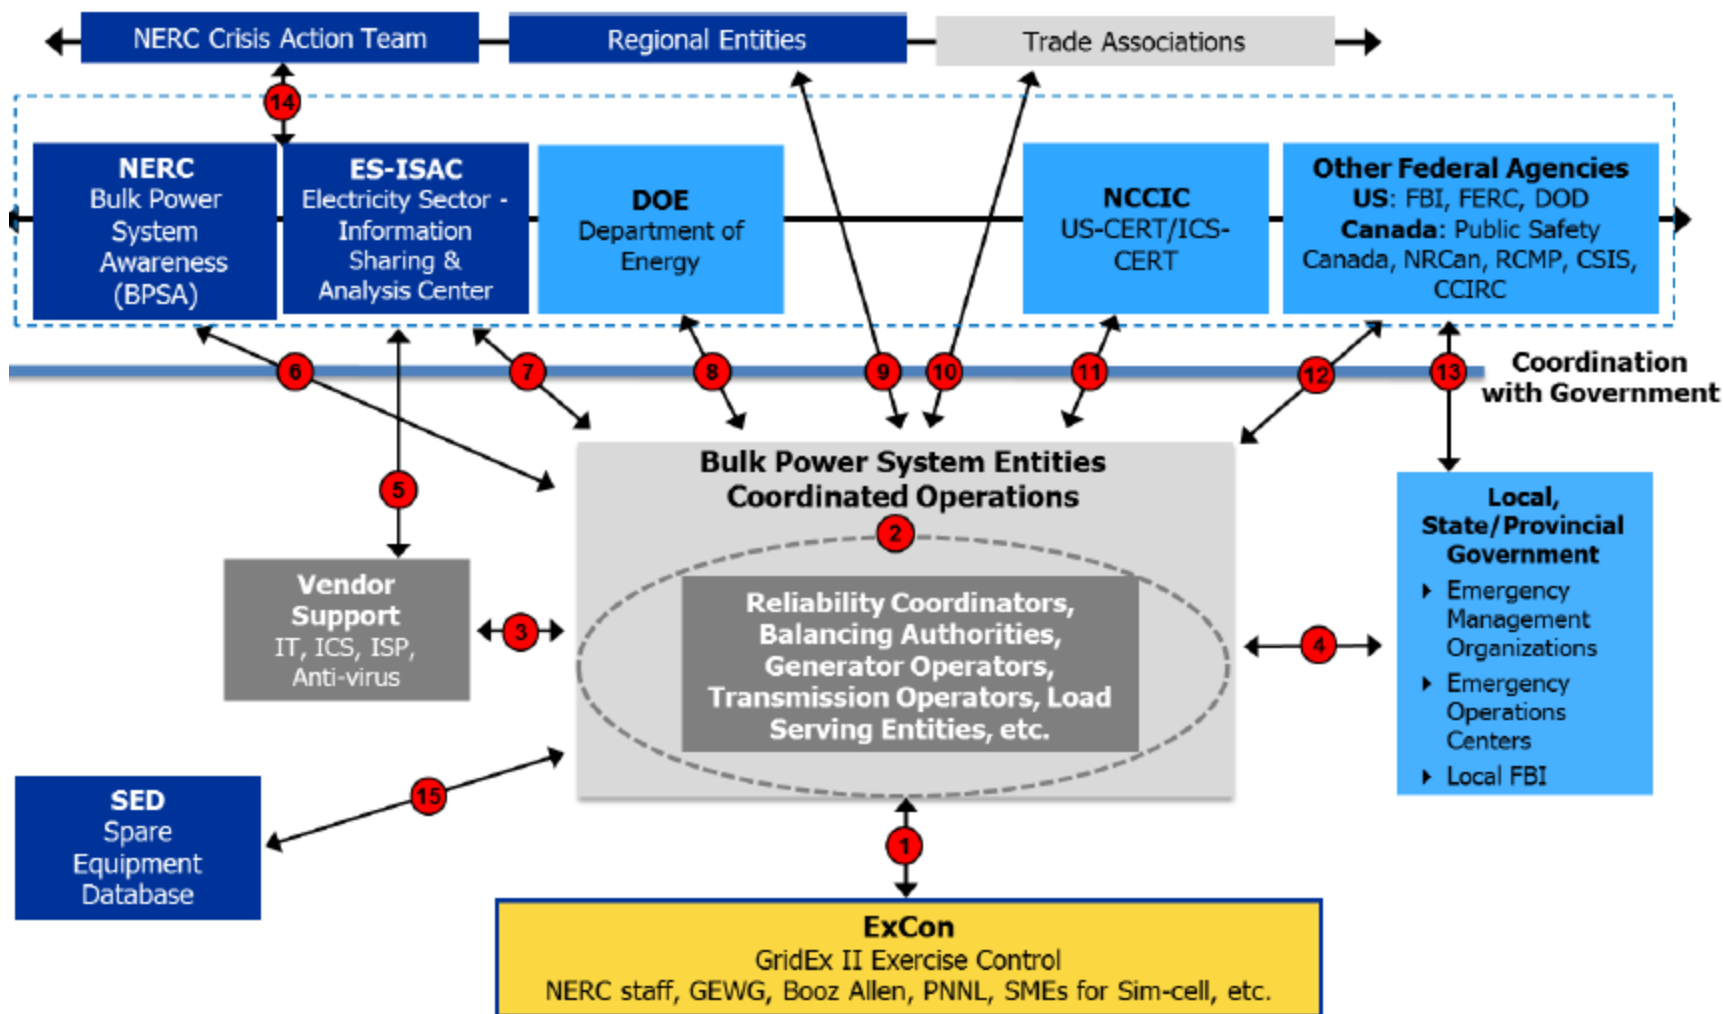 NERC Crisis Action Team
Regional Entities
Trade Associations
14
NERC
Bulk Power
System
Awareness
(BPSA)
ES-ISAC
Electricity Sector -
Information
Sharing &
Analysis Center
DOE
Department of
Energy
NCCIC
US-CERT/ICS-
CERT
Other Federal Agencies
US: FBI, FERC, DOD
Canada: Public Safety
Canada, NRCan, RCMP, CSIS,
CCIRC
6
7
8
9
10
11
12
13
Coordination
with Government
5
Bulk Power System Entities
Coordinated Operations
2
Reliability Coordinators,
Balancing Authorities,
Generator Operators,
Transmission Operators, Load
Serving Entities, etc.
Vendor
Support
IT, ICS, ISP,
Anti-virus
3
4
Local,
State/Provincial
Government
Emergency
Management
Organizations
Emergency
Operations
Centers
Local FBI
SED
Spare
Equipment
Database
15
1
ExCon
GridEx II Exercise Control
NERC staff, GEWG, Booz Allen, PNNL, SMEs for Sim-cell, etc.